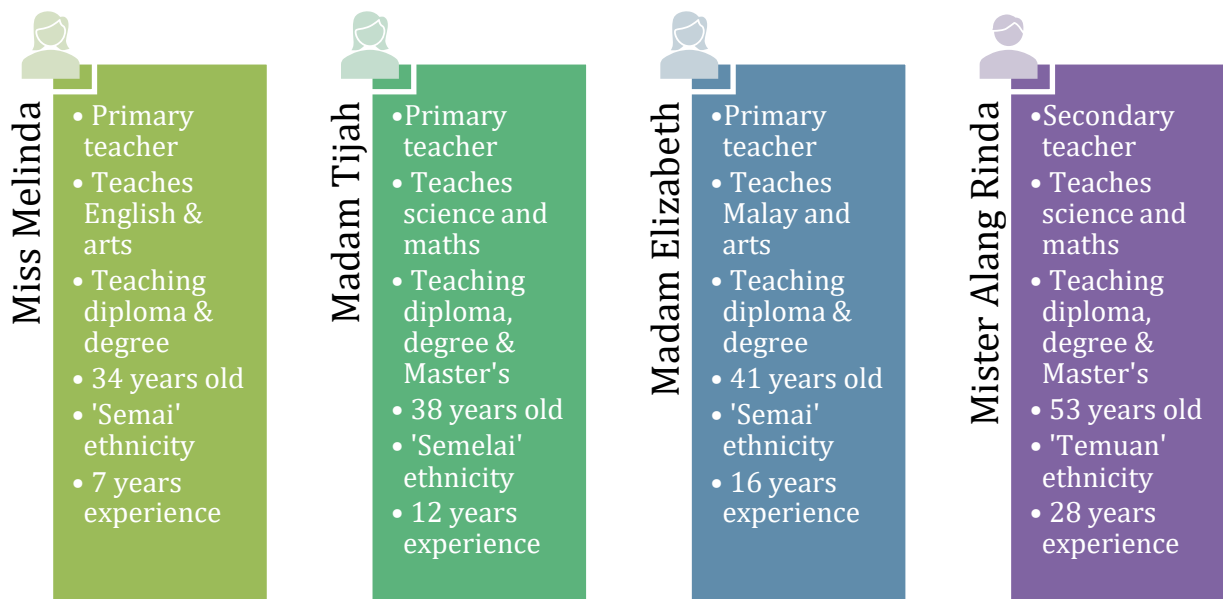 Miss Melinda
• Primary
teacher
• Teaches
English &
arts
• Teaching
diploma &
degree
• 34 years old
• 'Semai'
ethnicity
• 7 years
experience
Madam Tijah
•Primary
teacher
• Teaches
science and
maths
• Teaching
diploma,
degree &
Master's
• 38 years old
• 'Semelai'
ethnicity
• 12 years
experience
Madam Elizabeth
•Primary
teacher
• Teaches
Malay and
arts
• Teaching
diploma &
degree
• 41 years old
• 'Semai'
ethnicity
• 16 years
experience
Mister Alang Rinda
•Secondary
teacher
• Teaches
science and
maths
• Teaching
diploma,
degree &
Master's
• 53 years old
• 'Temuan'
ethnicity
• 28 years
experience